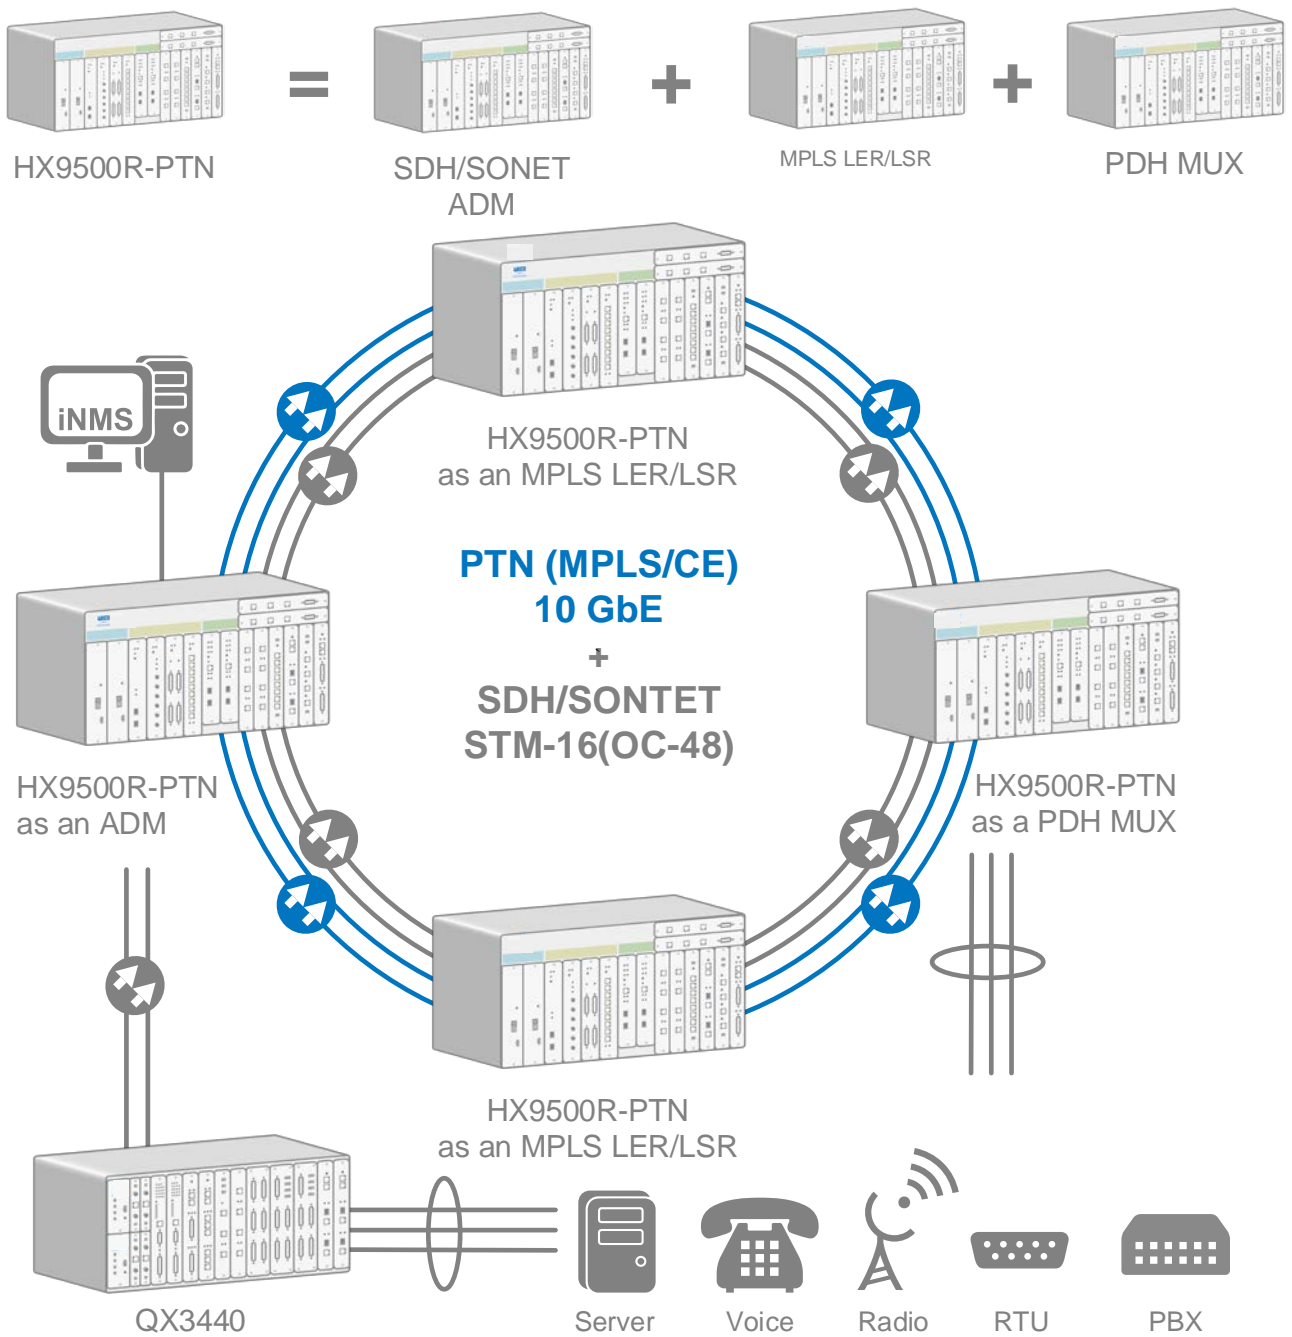 HX9500R-PTN
SDH/SONET
ADM
MPLS LER/LSR
PDH MUX
iNMS
HX9500R-PTN
as an MPLS LER/LSR
PTN (MPLS/CE)
10 GbE
+
SDH/SONTET
STM-16(OC-48)
HX9500R-PTN
as an ADM
HX9500R-PTN
as a PDH MUX
HX9500R-PTN
as an MPLS LER/LSR
QX3440
Server
Voice
Radio
RTU
PBX